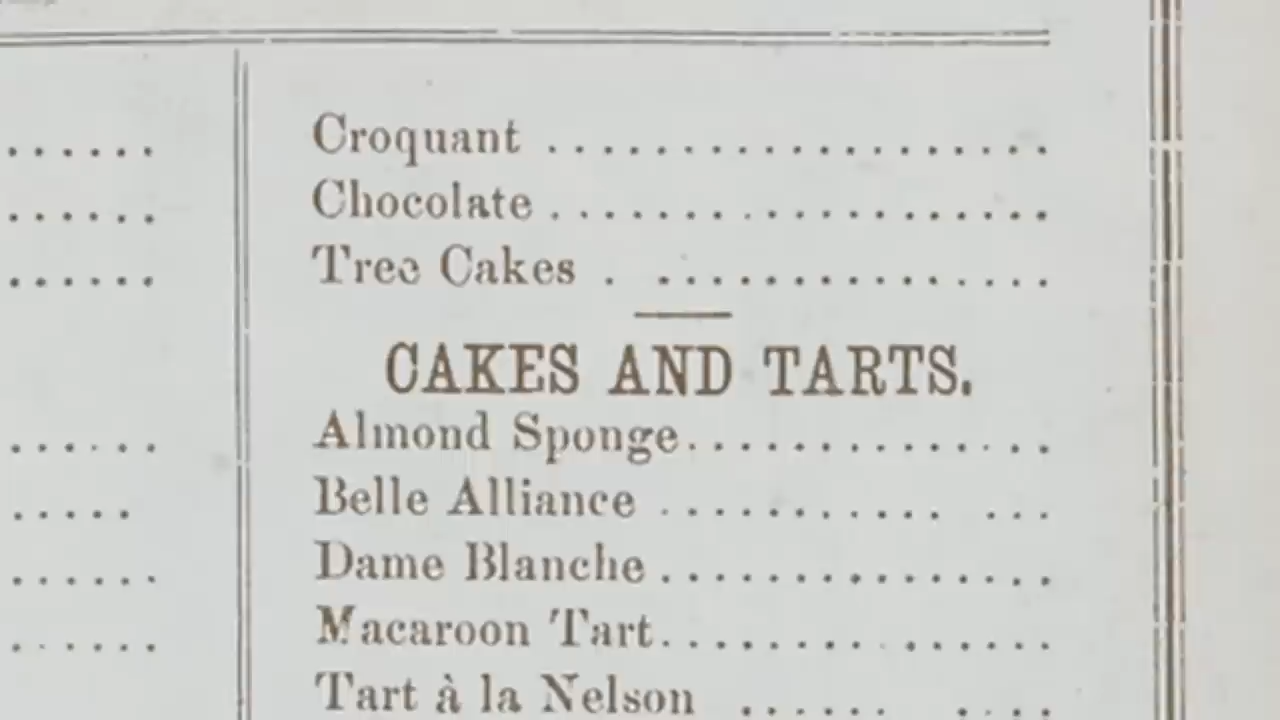 Croquant ...................
Chocolate ...................
Tree Cakes . ...............
CAKES AND TARTS.
Almond Sponge..............
Belle Alliance ........... ...
Dame Blanche...............
Macaroon Tart...............
Tart à la Nelson ...... ....